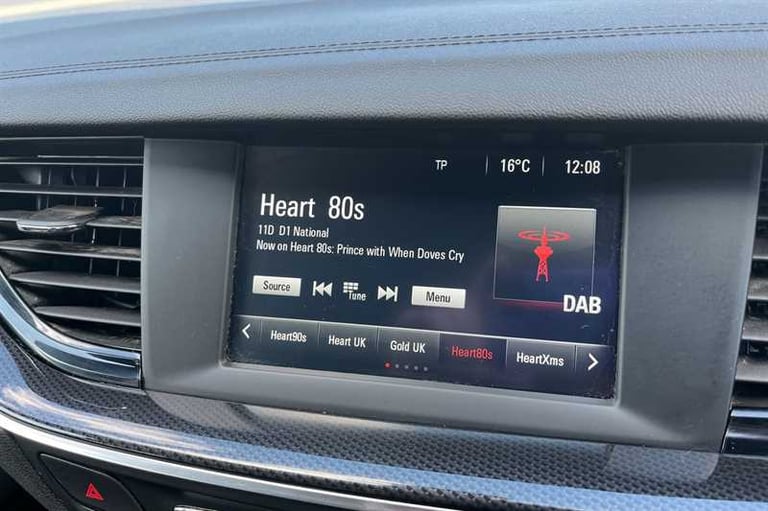 TP 16°C 12:08
Heart 80s
11D D1 National
Now on Heart 80s: Prince with When Doves Cry
DAB
Source Tune Menu
Heart90s Heart UK Gold UK Heart80s HeartXms